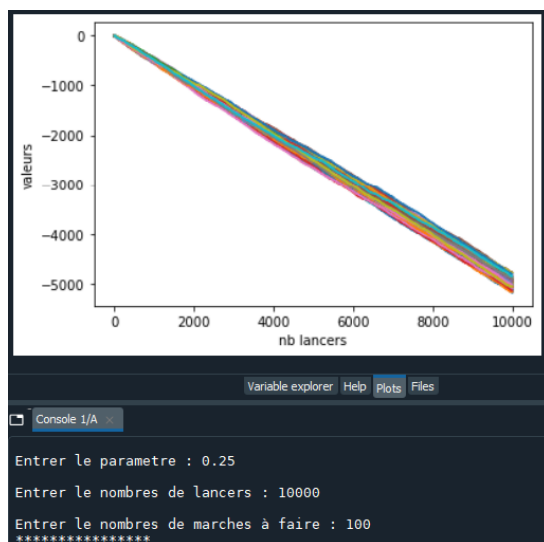 0
−1000
−2000
−3000
−4000
−5000
valeurs
0 2000 4000 6000 8000 10000
nb lancers
Variable explorer Help Plots Files
Console 1/A ×
Entrer le parametre : 0.25
Entrer le nombres de lancers : 10000
Entrer le nombres de marches à faire : 100
****************